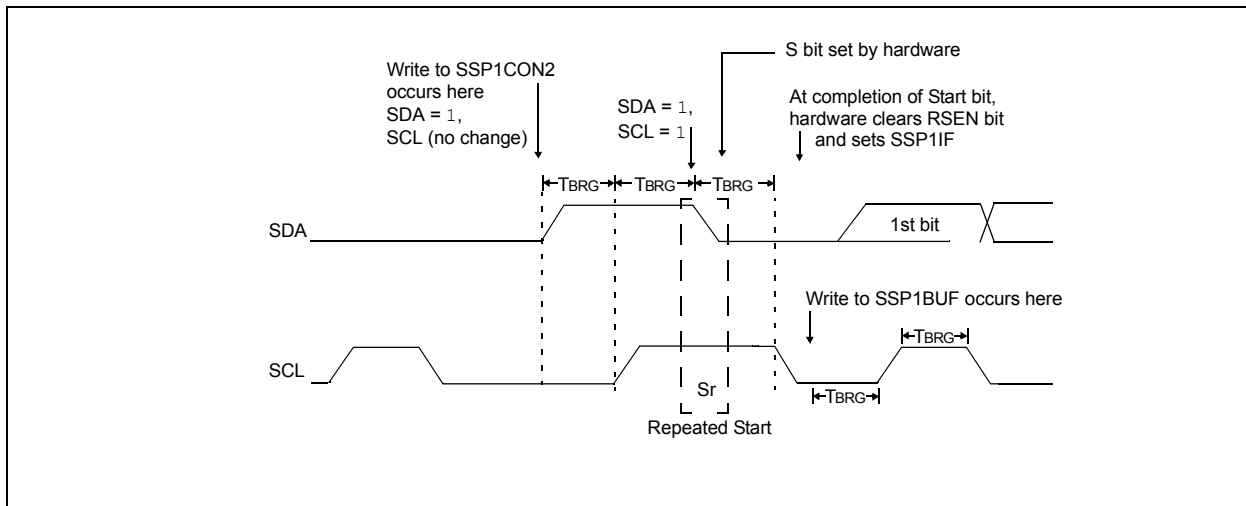 S bit set by hardware
Write to SSP1CON2
occurs here
SDA = 1,
SCL (no change)
SDA = 1,
SCL = 1
At completion of Start bit,
hardware clears RSEN bit
and sets SSP1IF
TBRG TBRG TBRG
SDA
1st bit
Write to SSP1BUF occurs here
TBRG
SCL
Sr
TBRG
Repeated Start